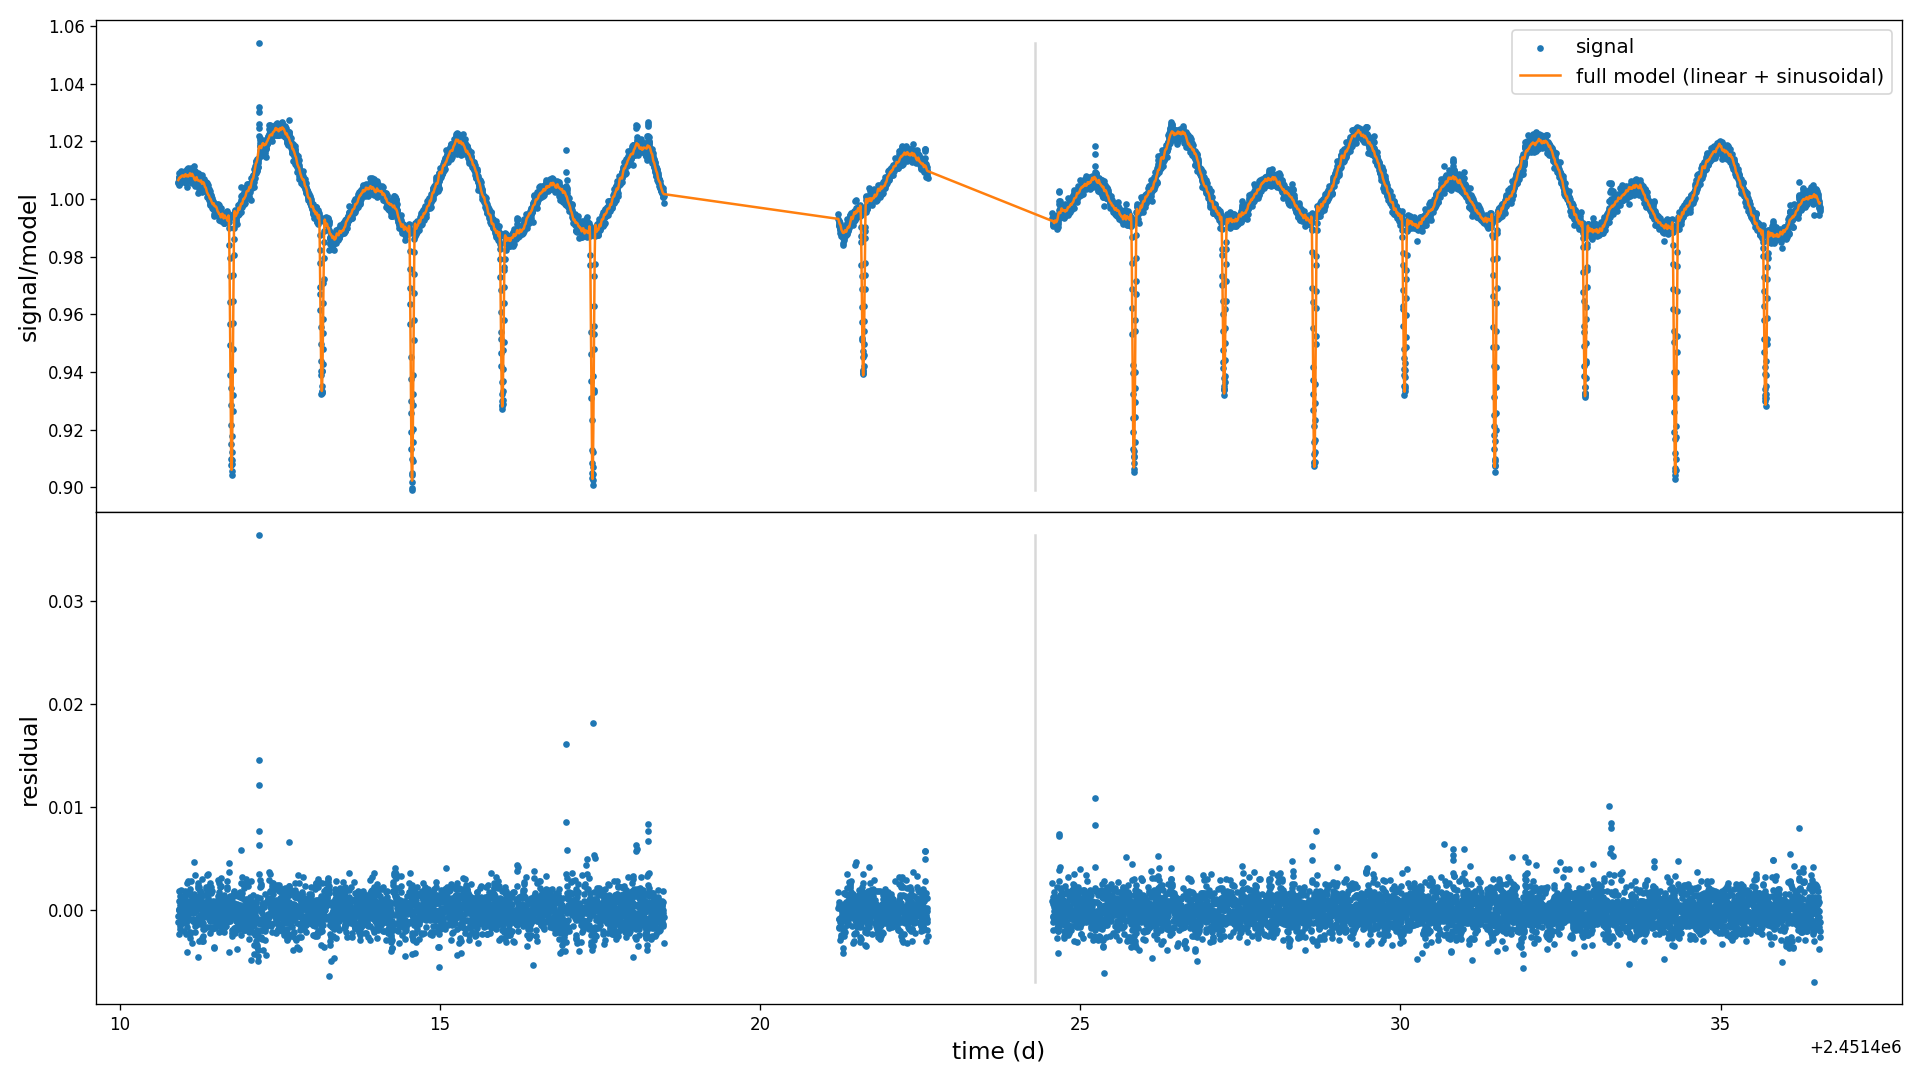 1.06
1.04
1.02
1.00
0.98
0.96
0.94
0.92
0.90
signal/model
signal
full model (linear + sinusoidal)
0.03
0.02
0.01
0.00
residual
10 15 20 25 30 35
time (d)
+2.4514e6